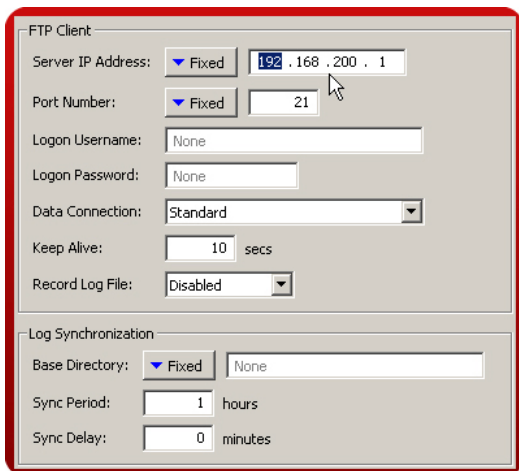 FTP Client
Server IP Address: Fixed 192 . 168 . 200 . 1
Port Number: Fixed 21
Logon Username: None
Logon Password: None
Data Connection: Standard
Keep Alive: 10 secs
Record Log File: Disabled
Log Synchronization
Base Directory: Fixed None
Sync Period: 1 hours
Sync Delay: 0 minutes